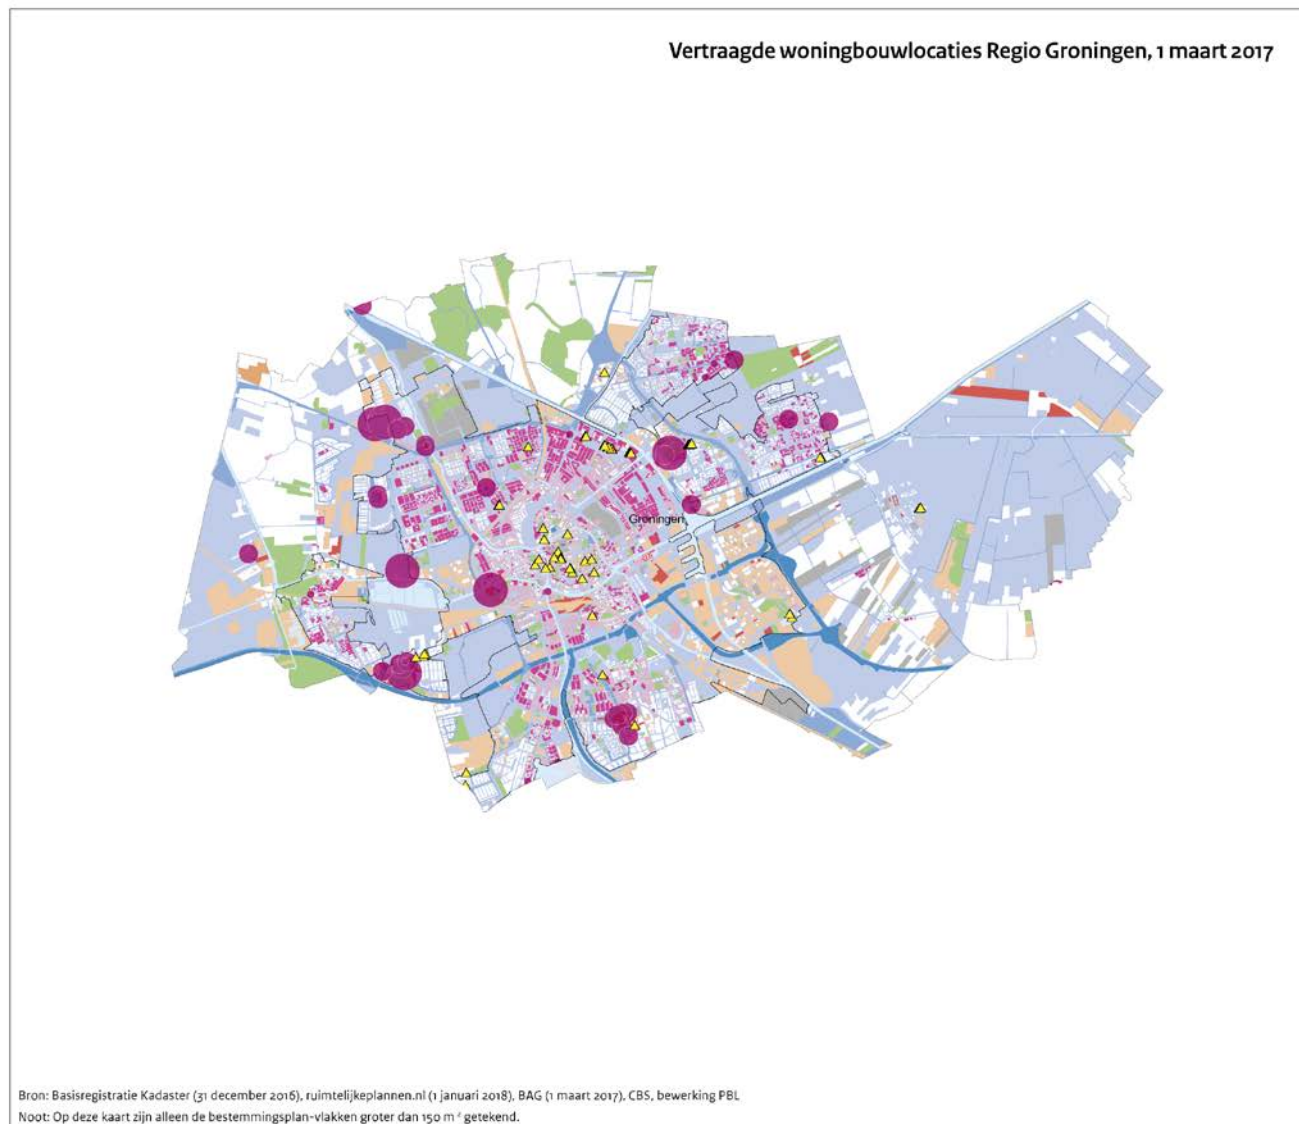 Vertraagde woningbouwlocaties Regio Groningen, 1 maart 2017
Groningen
Bron: Basisregistratie Kadaster (31 december 2016), ruimtelijkeplannen.nl (1 januari 2018), BAG (1 maart 2017), CBS, bewerking PBL
Noot: Op deze kaart zijn alleen de bestemmingsplan-vlakken groter dan 150 m² getekend.